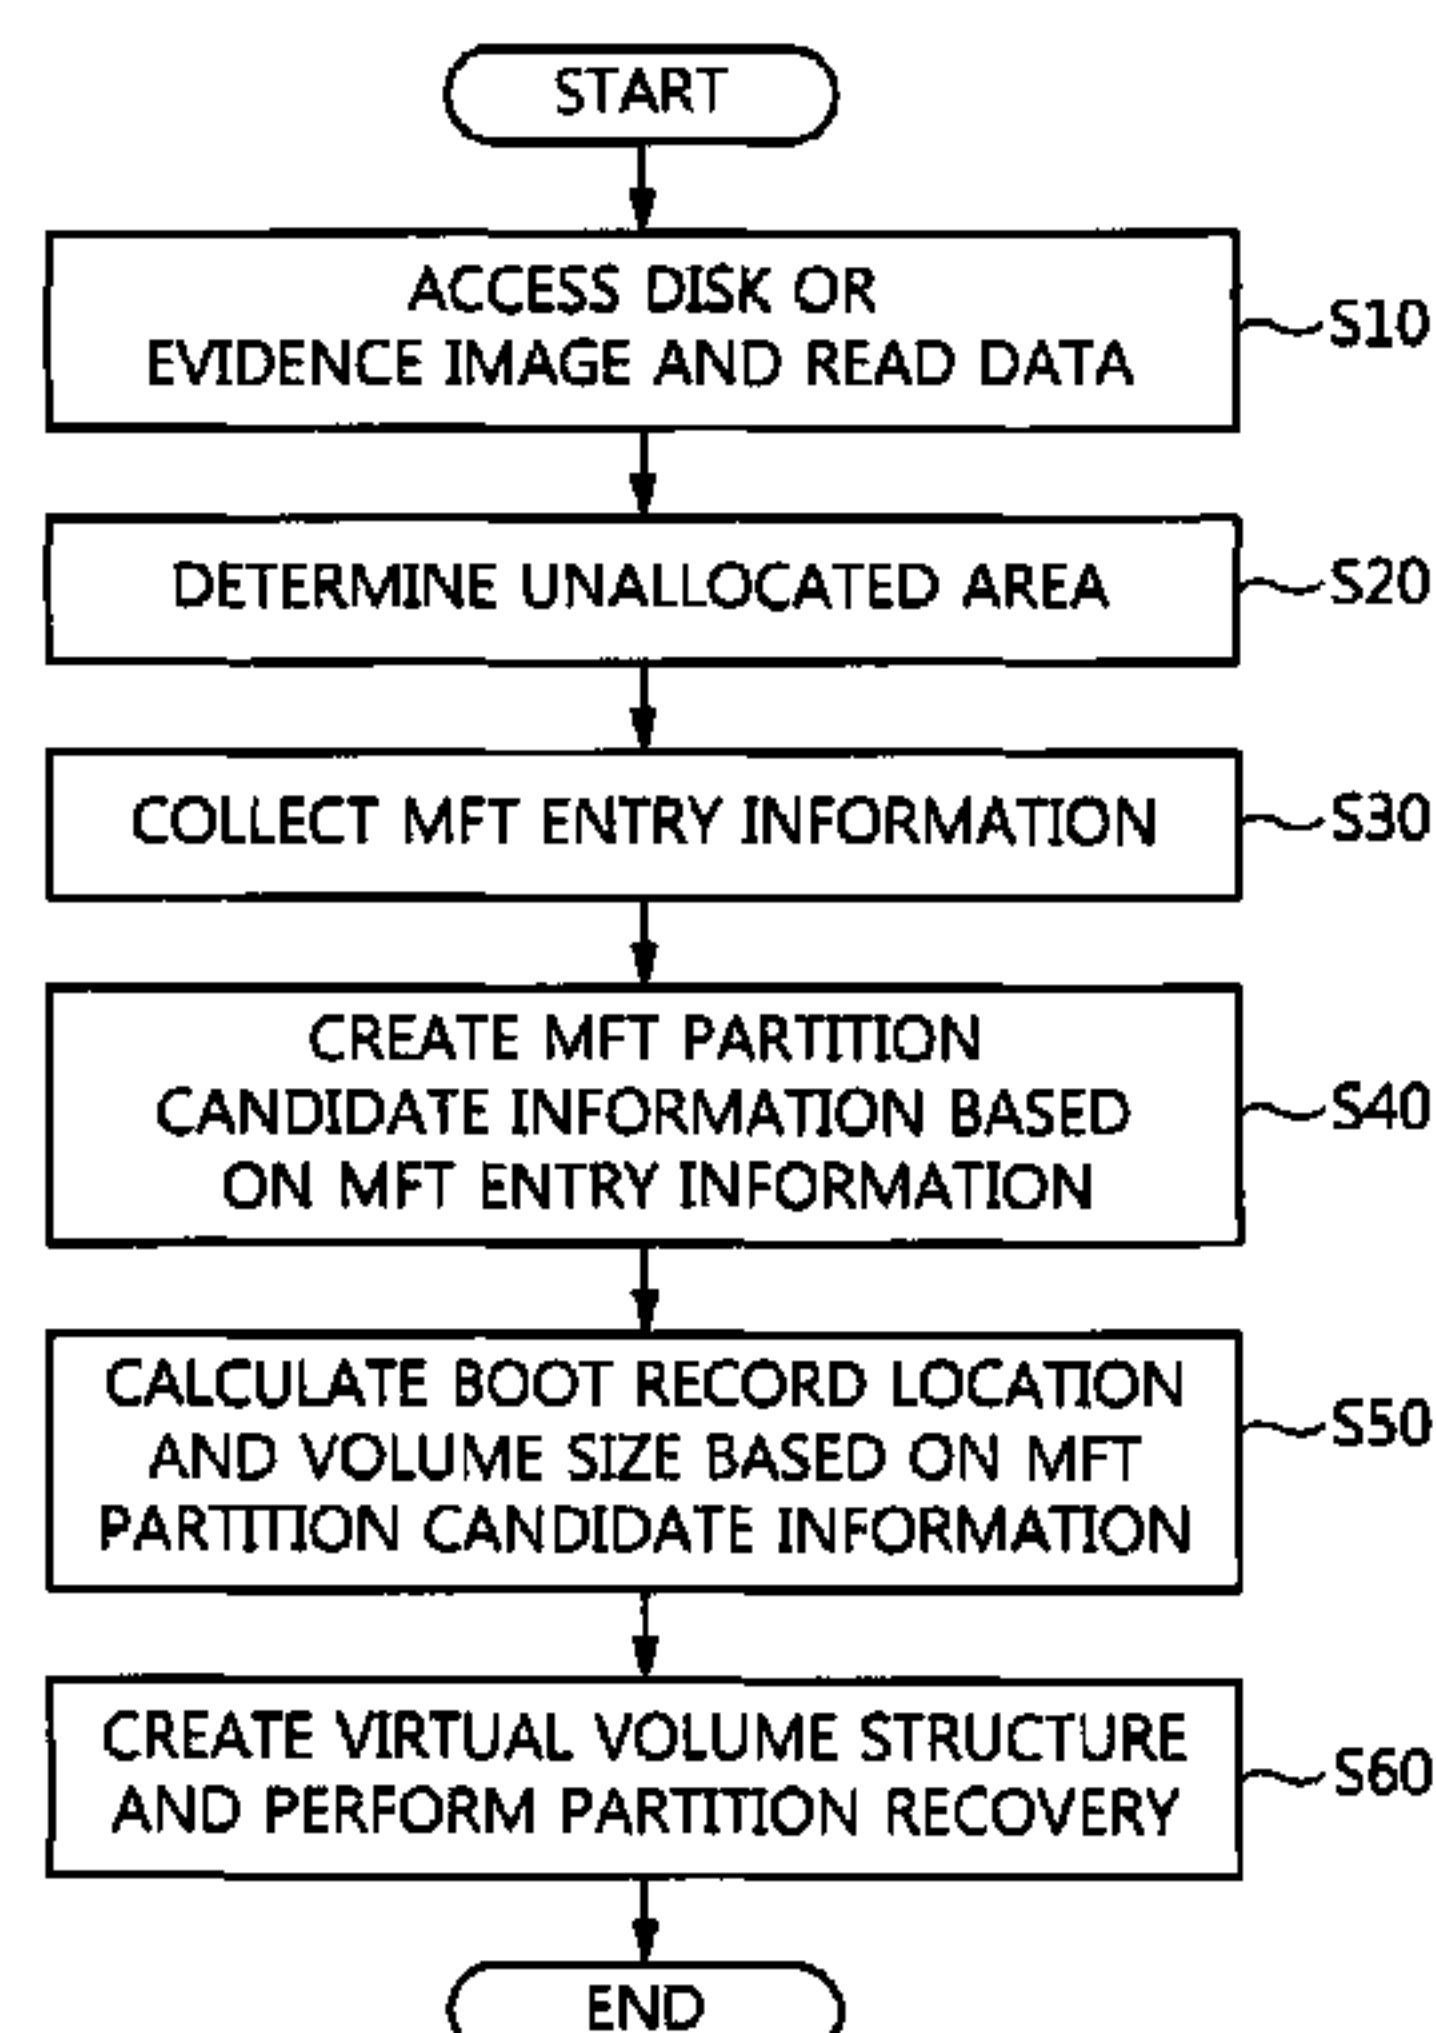 START
ACCESS DISK OR
EVIDENCE IMAGE AND READ DATA
S10
DETERMINE UNALLOCATED AREA
S20
COLLECT MFT ENTRY INFORMATION
S30
CREATE MFT PARTITION
CANDIDATE INFORMATION BASED
ON MFT ENTRY INFORMATION
S40
CALCULATE BOOT RECORD LOCATION
AND VOLUME SIZE BASED ON MFT
PARTITION CANDIDATE INFORMATION
S50
CREATE VIRTUAL VOLUME STRUCTURE
AND PERFORM PARTITION RECOVERY
S60
END